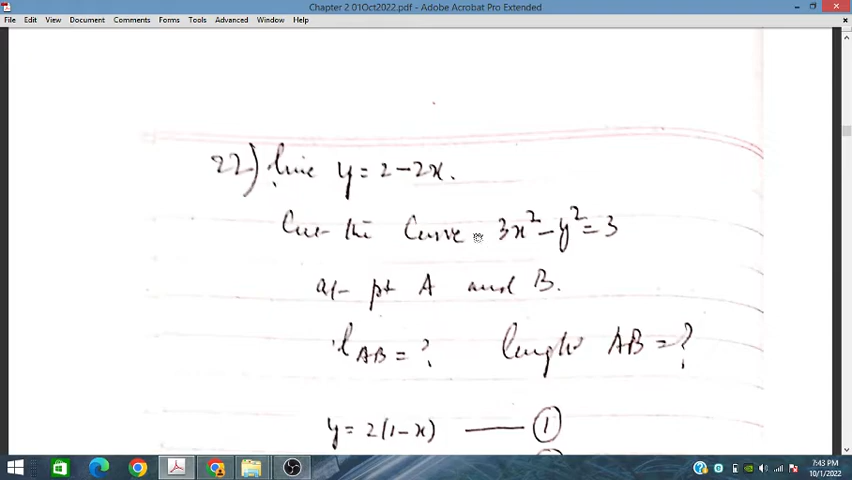 Chapter 2 01Oct2022.pdf - Adobe Acrobat Pro Extended
File Edit View Document Comments Forms Tools Advanced Window Help
22) line y = 2 - 2x.
Cut the Curve 3x² - y² = 3
at pt A and B.
l AB = ? length AB = ?
y = 2(1-x) —— ①
7:43 PM
10/1/2022